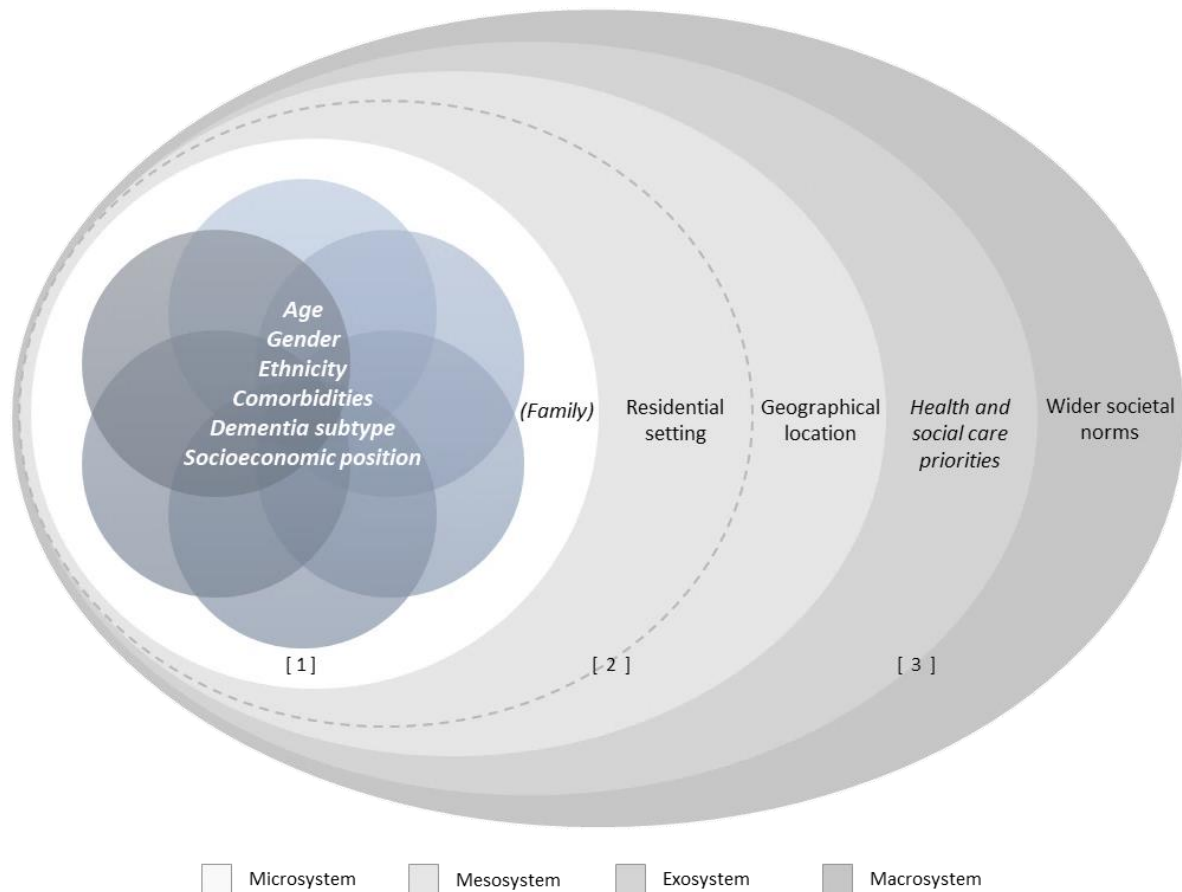 Age
Gender
Ethnicity
Comorbidities
Dementia subtype
Socioeconomic position
(Family)
Residential
setting
Geographical
location
Health and
social care
priorities
Wider societal
norms
[ 1 ]
[ 2 ]
[ 3 ]
Microsystem
Mesosystem
Exosystem
Macrosystem